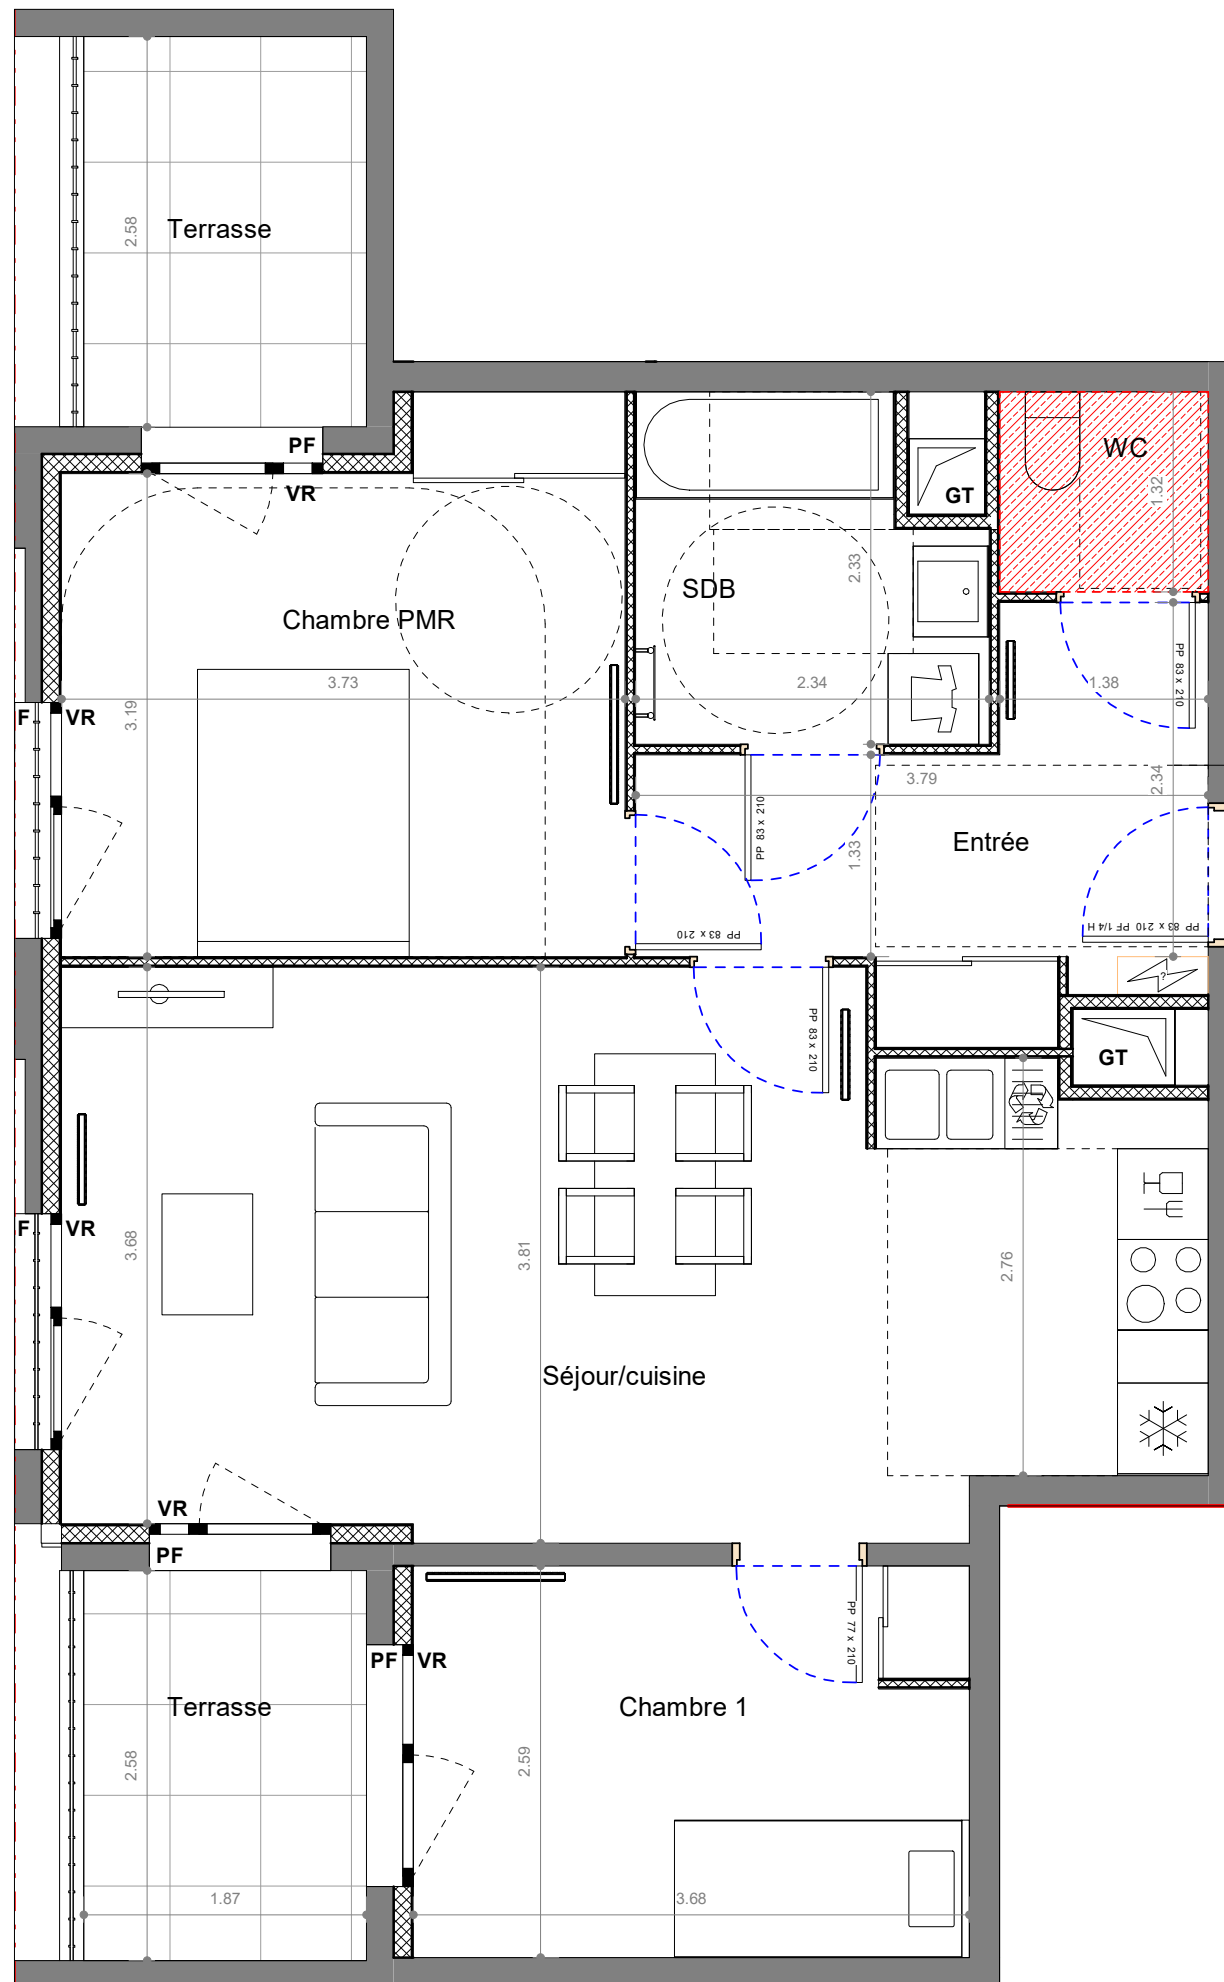 2.58
Terrasse
PF
VR
WC
1.32
GT
SDB
2.33
Chambre PMR
PP 83 x 210
3.73
2.34
1.38
F
VR
3.19
3.79
2.34
PP 83 x 210
1.33
Entrée
PP 83 x 210
PP 83 x 210 PF 1/4 H
?
PP 83 x 210
GT
F
VR
3.68
3.81
2.76
Séjour/cuisine
VR
PF
PP 77 x 210
PF
VR
Terrasse
Chambre 1
2.58
2.59
1.87
3.68